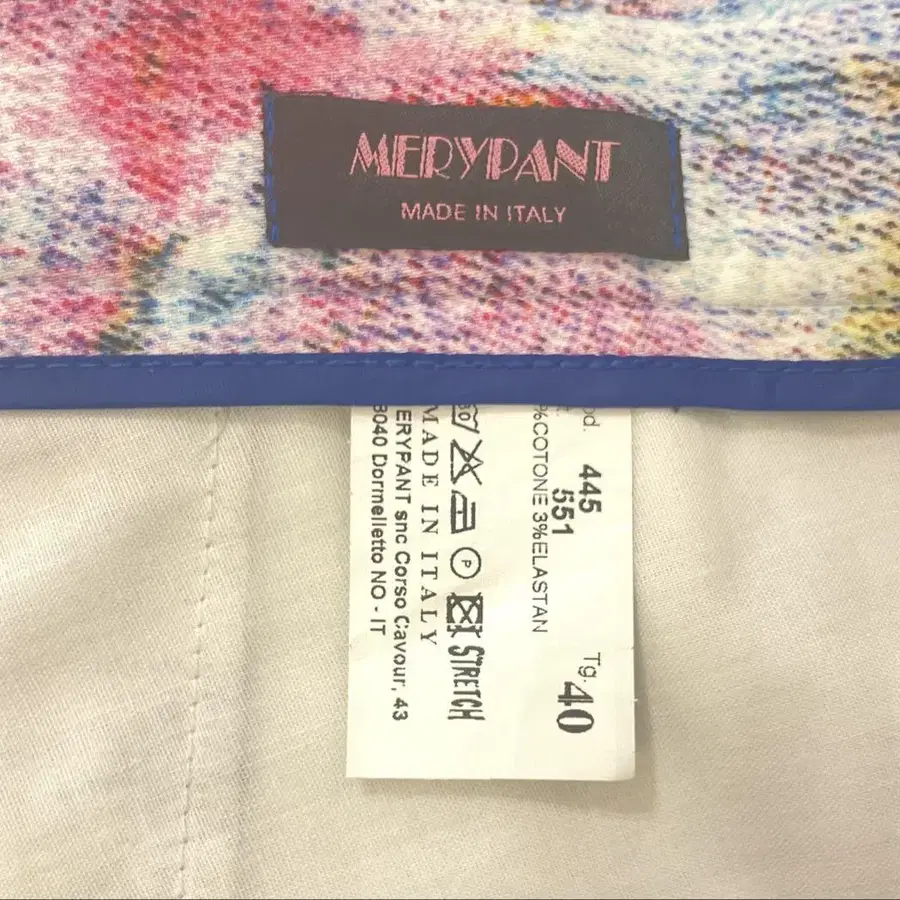 MERYPANT
MADE IN ITALY
od. 445
551
%COTONE 3%ELASTAN
Tg. 40
STRETCH
MADE IN ITALY
ERYPANT snc Corso Cavour, 43
8040 Dormelletto NO - IT